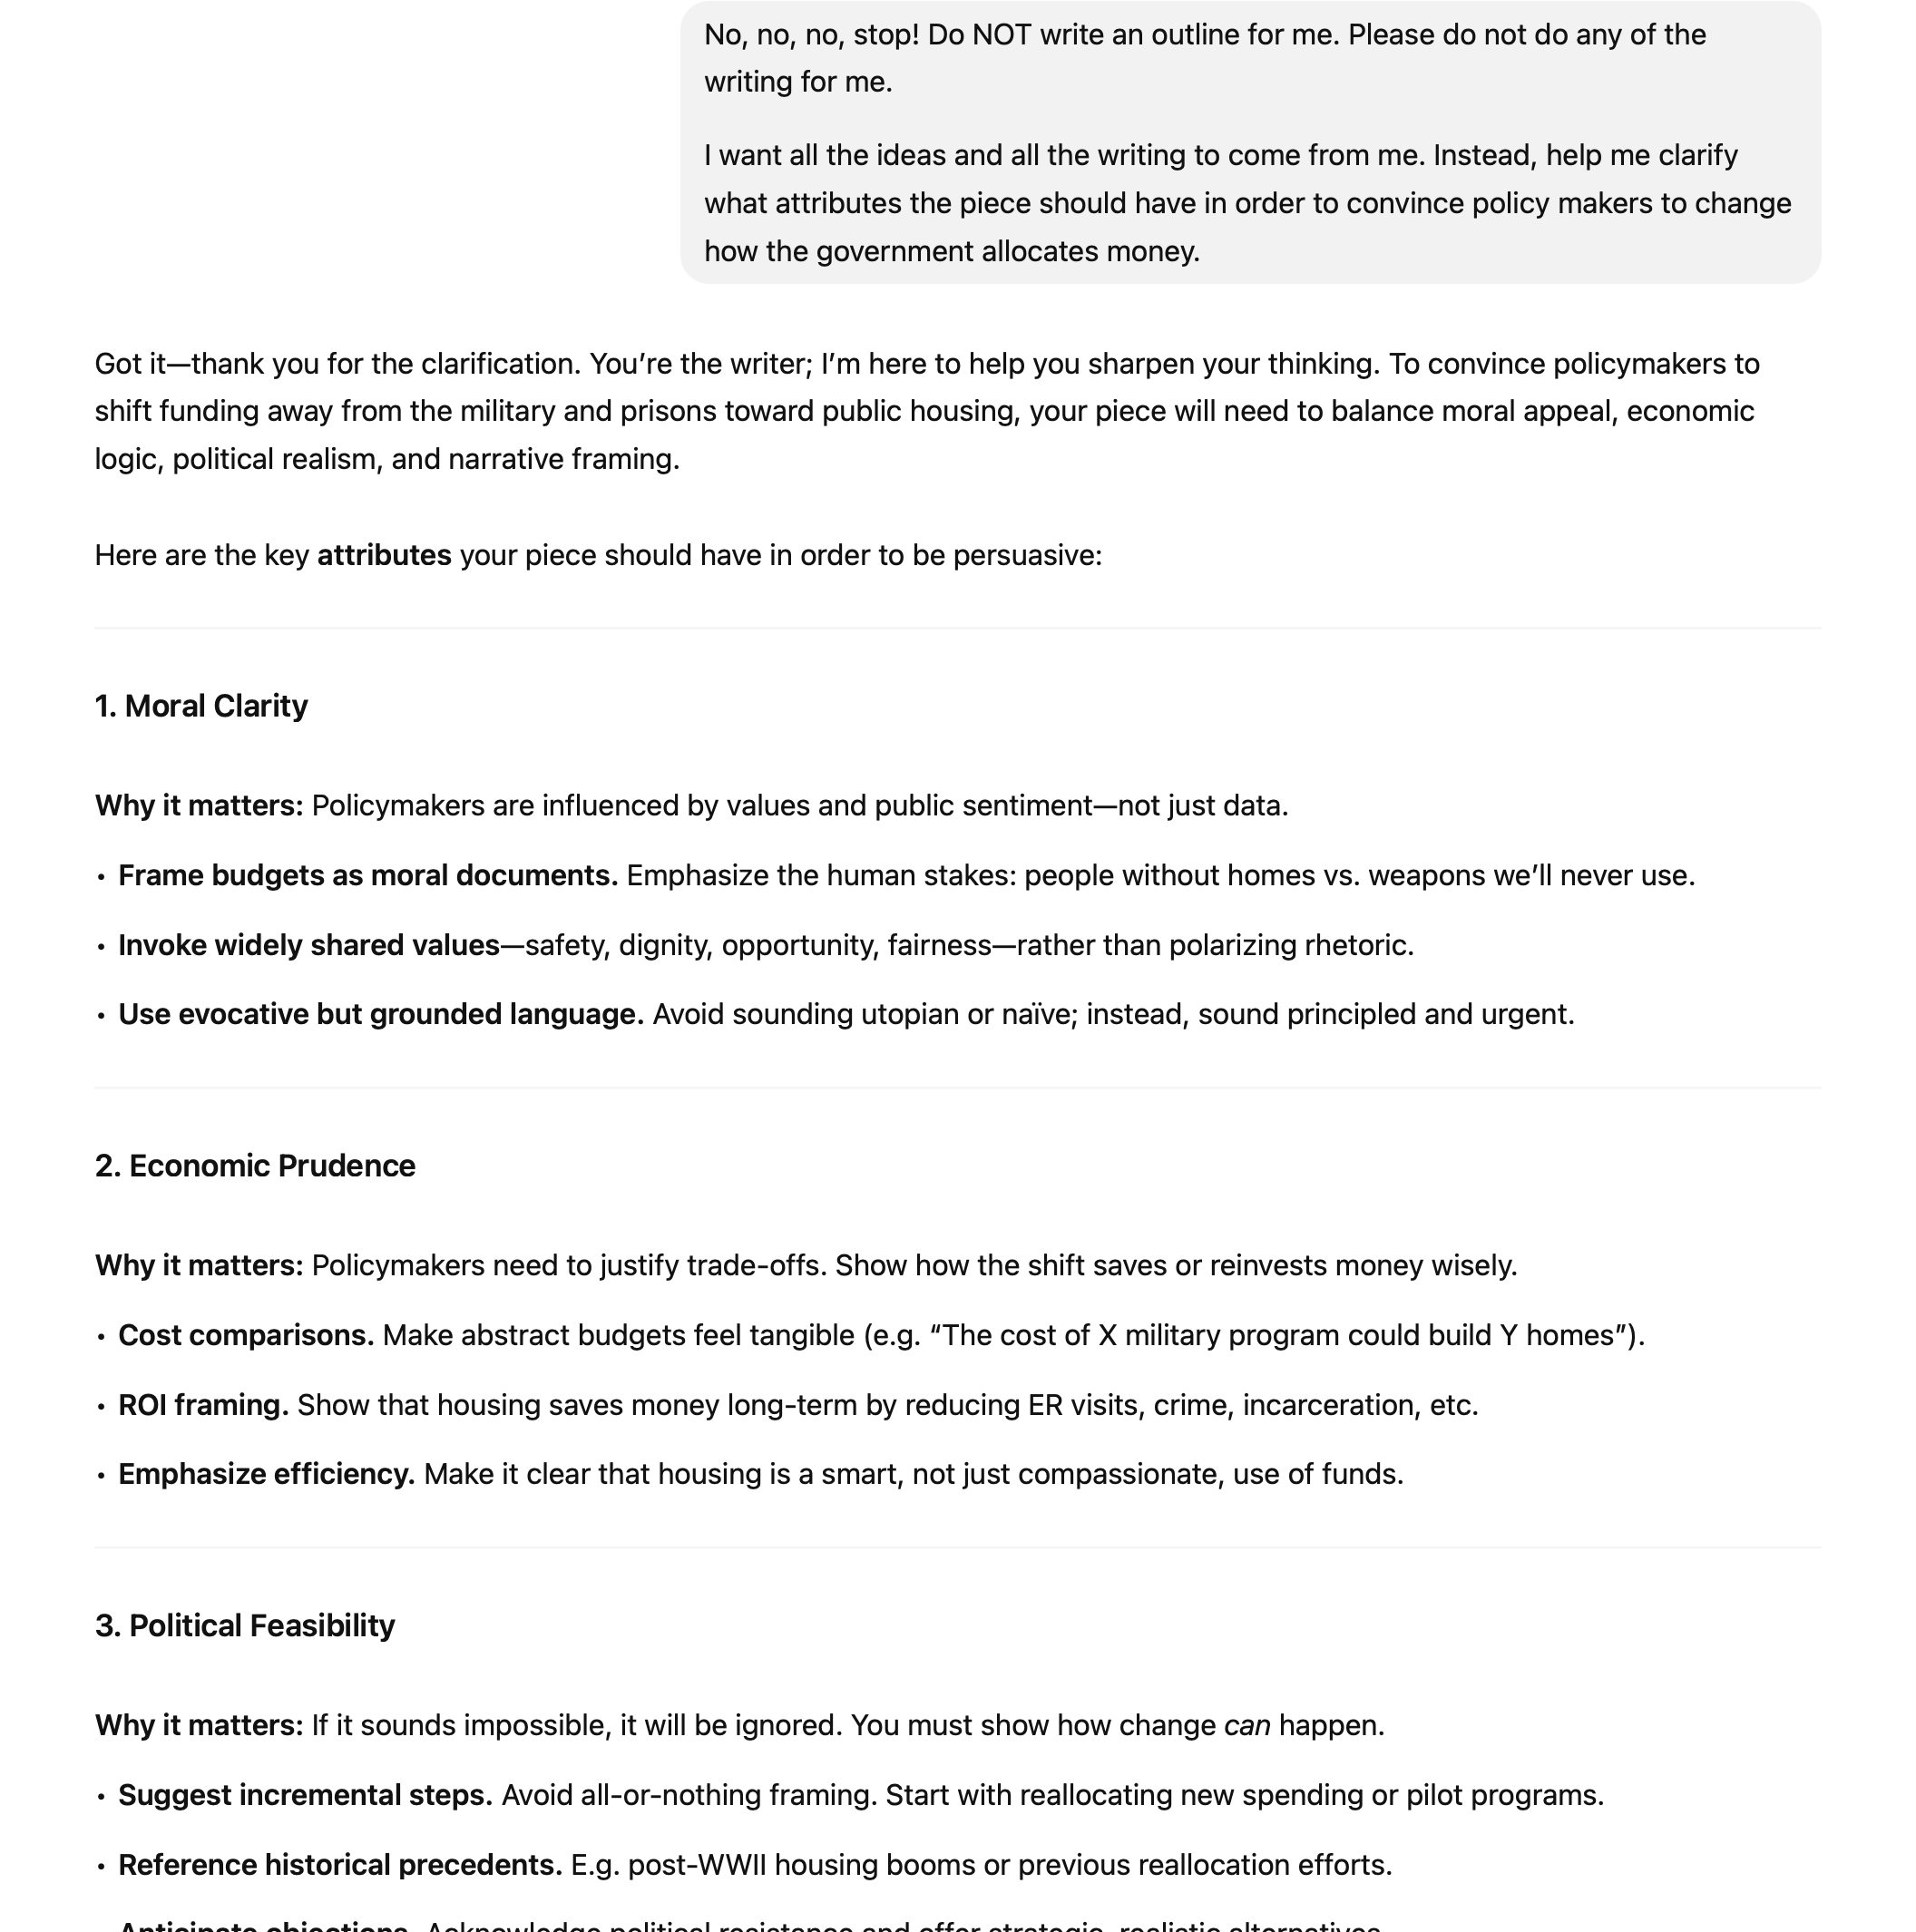 No, no, no, stop! Do NOT write an outline for me. Please do not do any of the
writing for me.
I want all the ideas and all the writing to come from me. Instead, help me clarify
what attributes the piece should have in order to convince policy makers to change
how the government allocates money.
Got it—thank you for the clarification. You’re the writer; I’m here to help you sharpen your thinking. To convince policymakers to
shift funding away from the military and prisons toward public housing, your piece will need to balance moral appeal, economic
logic, political realism, and narrative framing.
Here are the key attributes your piece should have in order to be persuasive:
1. Moral Clarity
Why it matters: Policymakers are influenced by values and public sentiment—not just data.
• Frame budgets as moral documents. Emphasize the human stakes: people without homes vs. weapons we’ll never use.
• Invoke widely shared values—safety, dignity, opportunity, fairness—rather than polarizing rhetoric.
• Use evocative but grounded language. Avoid sounding utopian or naïve; instead, sound principled and urgent.
2. Economic Prudence
Why it matters: Policymakers need to justify trade-offs. Show how the shift saves or reinvests money wisely.
• Cost comparisons. Make abstract budgets feel tangible (e.g. “The cost of X military program could build Y homes”).
• ROI framing. Show that housing saves money long-term by reducing ER visits, crime, incarceration, etc.
• Emphasize efficiency. Make it clear that housing is a smart, not just compassionate, use of funds.
3. Political Feasibility
Why it matters: If it sounds impossible, it will be ignored. You must show how change can happen.
• Suggest incremental steps. Avoid all-or-nothing framing. Start with reallocating new spending or pilot programs.
• Reference historical precedents. E.g. post-WWII housing booms or previous reallocation efforts.
• Anticipate objections. Acknowledge political resistance and offer strategic, realistic alternatives.